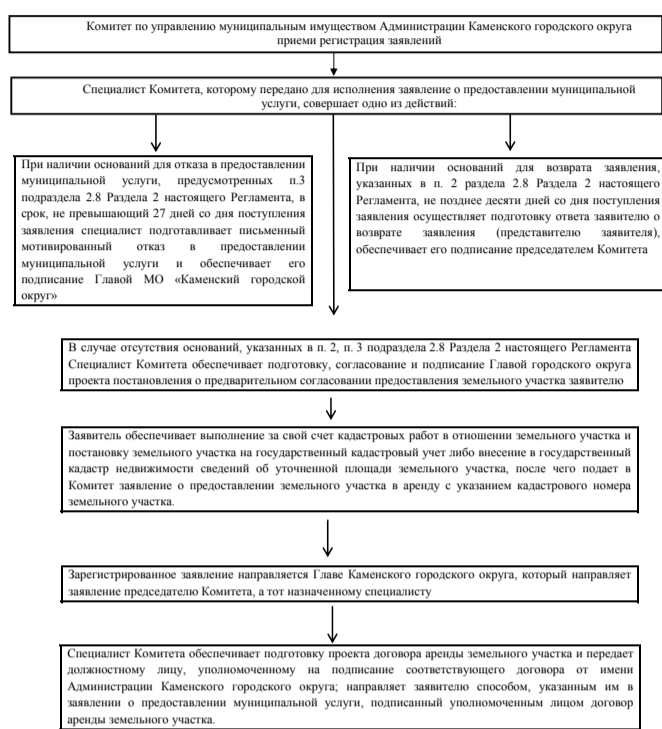 Комитет по управлению муниципальным имуществом Администрации Каменского городского округа
приеми регистрация заявлений
Специалист Комитета, которому передано для исполнения заявление о предоставлении муниципальной
услуги, совершает одно из действий:
При наличии оснований для отказа в предоставлении
муниципальной услуги, предусмотренных п.3
подраздела 2.8 Раздела 2 настоящего Регламента, в
срок, не превышающий 27 дней со дня поступления
заявления специалист подготавливает письменный
мотивированный отказ в предоставлении
муниципальной услуги и обеспечивает его
подписание Главой МО «Каменский городской
округ»
При наличии оснований для возврата заявления,
указанных в п. 2 раздела 2.8 Раздела 2 настоящего
Регламента, не позднее десяти дней со дня поступления
заявления осуществляет подготовку ответа заявителю о
возврате заявления (представителю заявителя),
обеспечивает его подписание председателем Комитета
В случае отсутствия оснований, указанных в п. 2, п. 3 подраздела 2.8 Раздела 2 настоящего Регламента
Специалист Комитета обеспечивает подготовку, согласование и подписание Главой городского округа
проекта постановления о предварительном согласовании предоставления земельного участка заявителю
Заявитель обеспечивает выполнение за свой счет кадастровых работ в отношении земельного участка и
постановку земельного участка на государственный кадастровый учет либо внесение в государственный
кадастр недвижимости сведений об уточненной площади земельного участка, после чего подает в
Комитет заявление о предоставлении земельного участка в аренду с указанием кадастрового номера
земельного участка.
Зарегистрированное заявление направляется Главе Каменского городского округа, который направляет
заявление председателю Комитета, а тот назначенному специалисту
Специалист Комитета обеспечивает подготовку проекта договора аренды земельного участка и передает
должностному лицу, уполномоченному на подписание соответствующего договора от имени
Администрации Каменского городского округа; направляет заявителю способом, указанным им в
заявлении о предоставлении муниципальной услуги, подписанный уполномоченным лицом договор
аренды земельного участка.